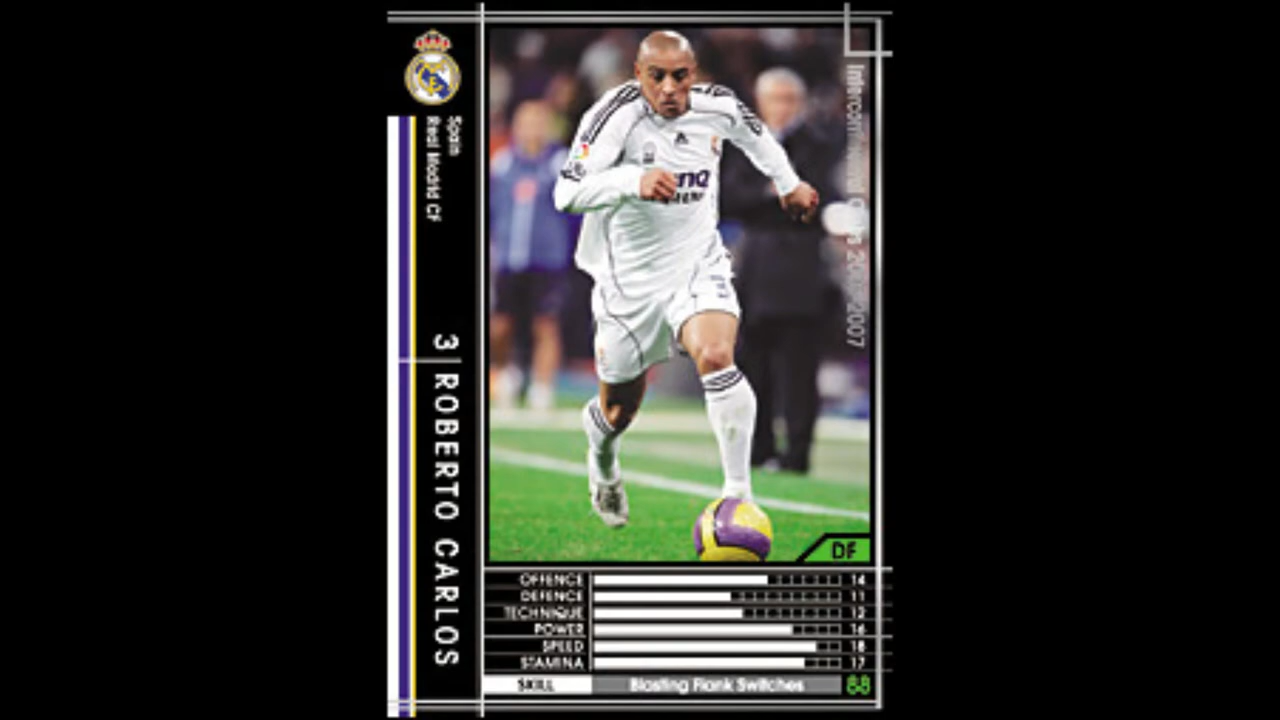 Spain
Real Madrid CF
3 ROBERTO CARLOS
2007
DF
OFFENCE 14
DEFENCE 11
TECHNIQUE 12
POWER 16
SPEED 18
STAMINA 17
SKILL Blasting Flank Switches 88